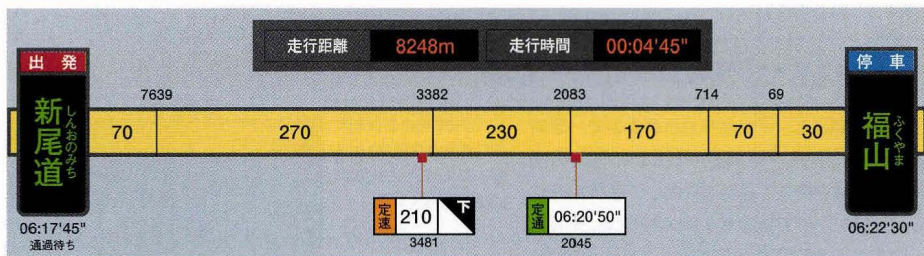 走行距離 8248m 走行時間 00:04'45"
出発
新尾道
しんおのみち
06:17'45"
通過待ち
停車
福山
ふくやま
06:22'30"
7639 3382 2083 714 69
70 270 230 170 70 30
定速 210 下
3481
定通 06:20'50"
2045